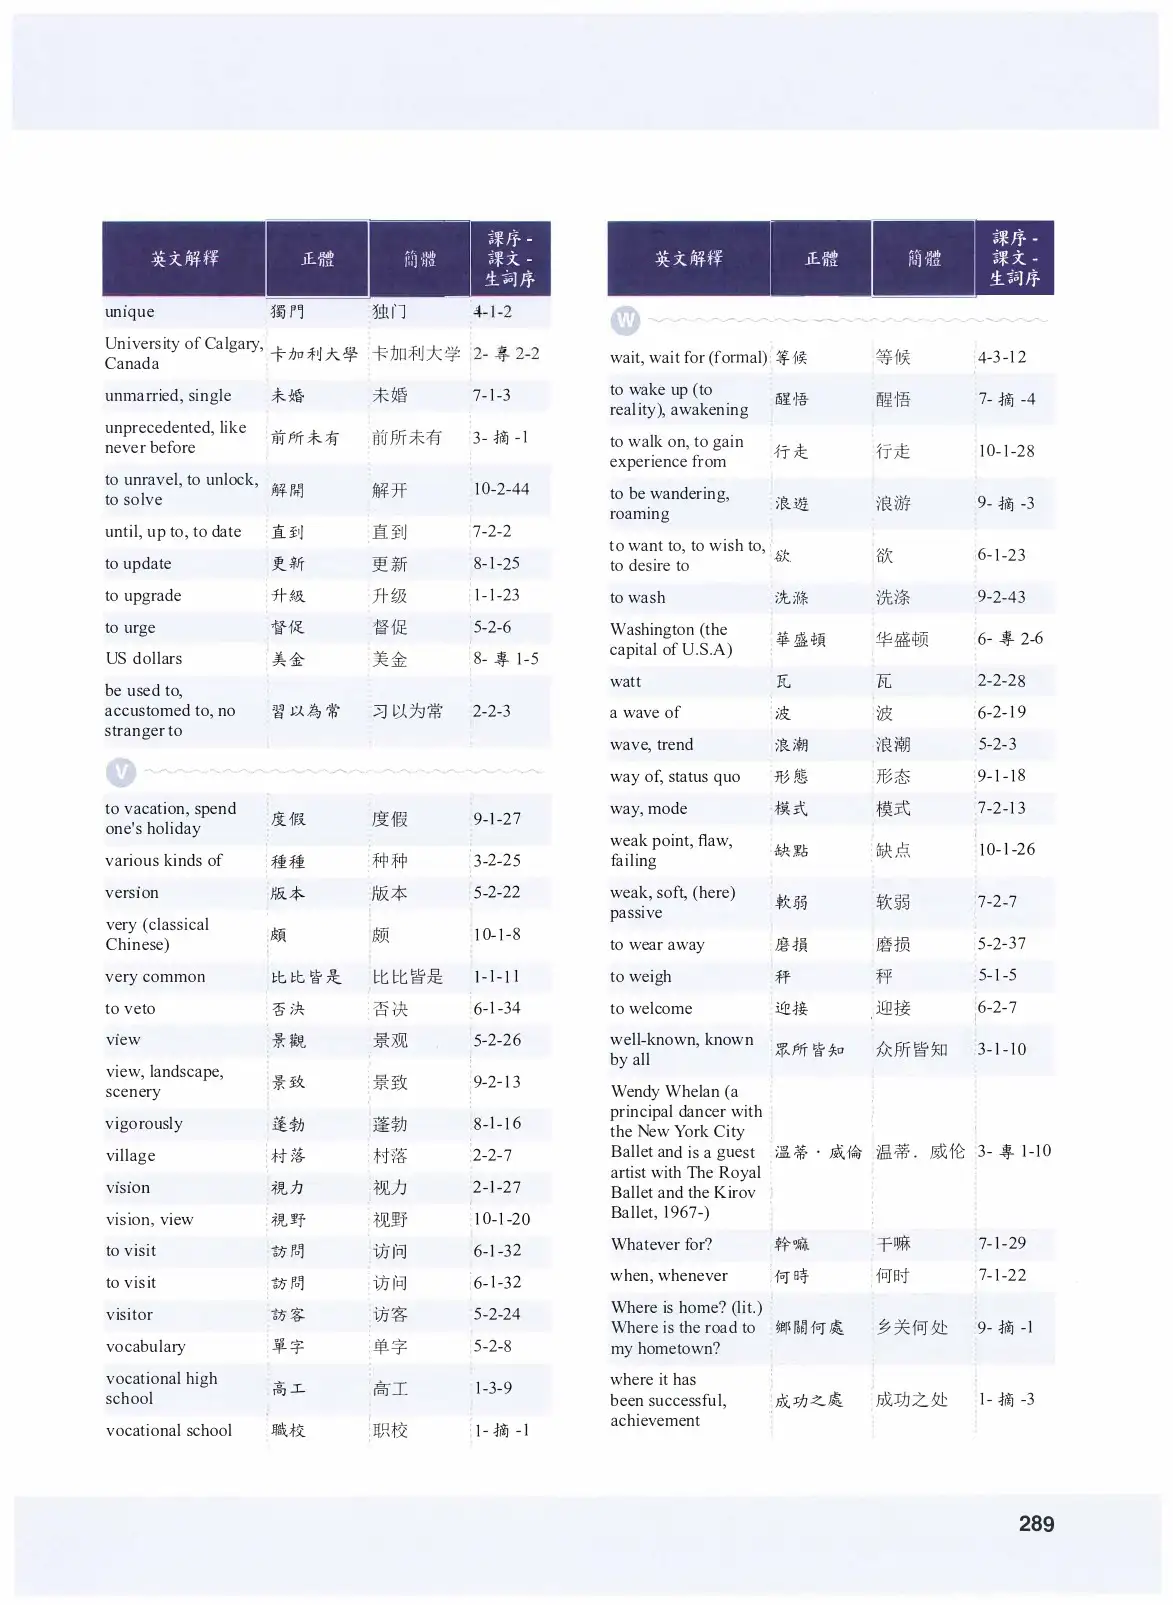 英文解釋 正體 簡體 課序 -
課文 -
生詞序
unique 獨門 独门 4-1-2
University of Calgary,
Canada 卡加利大學 卡加利大学 2- 專 2-2
unmarried, single 未婚 未婚 7-1-3
unprecedented, like
never before 前所未有 前所未有 3- 摘 -1
to unravel, to unlock,
to solve 解開 解开 10-2-44
until, up to, to date 直到 直到 7-2-2
to update 更新 更新 8-1-25
to upgrade 升級 升级 1-1-23
to urge 督促 督促 5-2-6
US dollars 美金 美金 8- 專 1-5
be used to,
accustomed to, no
stranger to 習以為常 习以为常 2-2-3
V
to vacation, spend
one's holiday 度假 度假 9-1-27
various kinds of 種種 种种 3-2-25
version 版本 版本 5-2-22
very (classical
Chinese) 頗 颇 10-1-8
very common 比比皆是 比比皆是 1-1-11
to veto 否決 否决 6-1-34
view 景觀 景观 5-2-26
view, landscape,
scenery 景致 景致 9-2-13
vigorously 蓬勃 蓬勃 8-1-16
village 村落 村落 2-2-7
vision 視力 视力 2-1-27
vision, view 視野 视野 10-1-20
to visit 訪問 访问 6-1-32
to visit 訪問 访问 6-1-32
visitor 訪客 访客 5-2-24
vocabulary 單字 单字 5-2-8
vocational high
school 高工 高工 1-3-9
vocational school 職校 职校 1- 摘 -1
英文解釋 正體 簡體 課序 -
課文 -
生詞序
W
wait, wait for (formal) 等候 等候 4-3-12
to wake up (to
reality), awakening 醒悟 醒悟 7- 摘 -4
to walk on, to gain
experience from 行走 行走 10-1-28
to be wandering,
roaming 浪遊 浪游 9- 摘 -3
to want to, to wish to,
to desire to 欲 欲 6-1-23
to wash 洗滌 洗涤 9-2-43
Washington (the
capital of U.S.A) 華盛頓 华盛顿 6- 專 2-6
watt 瓦 瓦 2-2-28
a wave of 波 波 6-2-19
wave, trend 浪潮 浪潮 5-2-3
way of, status quo 形態 形态 9-1-18
way, mode 模式 模式 7-2-13
weak point, flaw,
failing 缺點 缺点 10-1-26
weak, soft, (here)
passive 軟弱 软弱 7-2-7
to wear away 磨損 磨损 5-2-37
to weigh 秤 秤 5-1-5
to welcome 迎接 迎接 6-2-7
well-known, known
by all 眾所皆知 众所皆知 3-1-10
Wendy Whelan (a
principal dancer with
the New York City
Ballet and is a guest
artist with The Royal
Ballet and the Kirov
Ballet, 1967-) 溫蒂・威倫 温蒂．威伦 3- 專 1-10
Whatever for? 幹嘛 干嘛 7-1-29
when, whenever 何時 何时 7-1-22
Where is home? (lit.)
Where is the road to
my hometown? 鄉關何處 乡关何处 9- 摘 -1
where it has
been successful,
achievement 成功之處 成功之处 1- 摘 -3
289